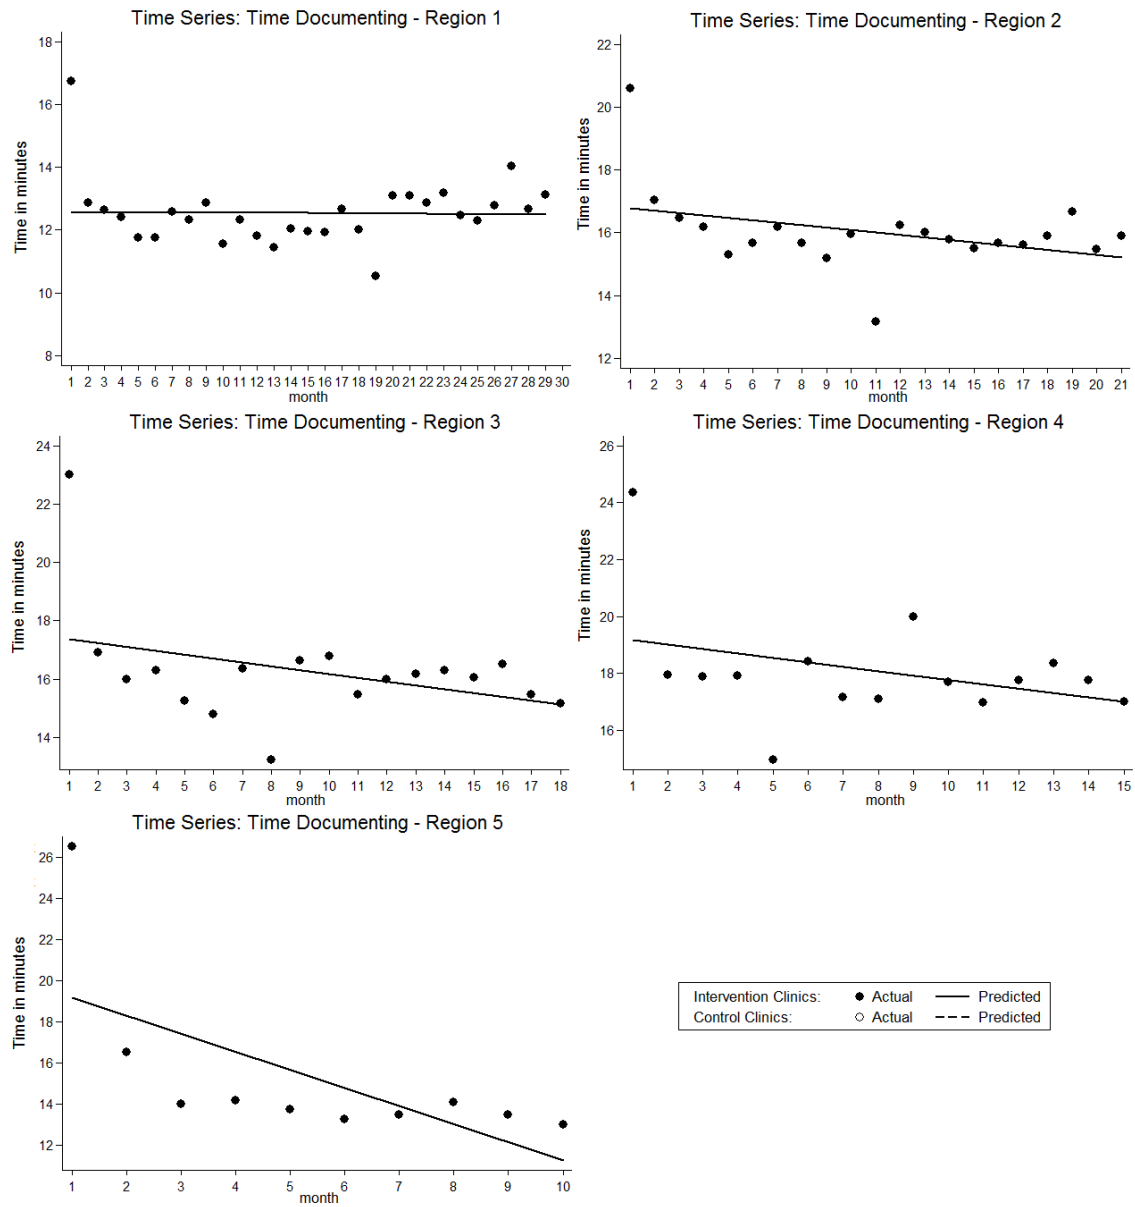 Time Series: Time Documenting - Region 1
Time in minutes
18
16
14
12
10
8
1 2 3 4 5 6 7 8 9 10 11 12 13 14 15 16 17 18 19 20 21 22 23 24 25 26 27 28 29 30
month
Time Series: Time Documenting - Region 2
Time in minutes
22
20
18
16
14
12
1 2 3 4 5 6 7 8 9 10 11 12 13 14 15 16 17 18 19 20 21
month
Time Series: Time Documenting - Region 3
Time in minutes
24
22
20
18
16
14
1 2 3 4 5 6 7 8 9 10 11 12 13 14 15 16 17 18
month
Time Series: Time Documenting - Region 4
Time in minutes
26
24
22
20
18
16
1 2 3 4 5 6 7 8 9 10 11 12 13 14 15
month
Time Series: Time Documenting - Region 5
Time in minutes
26
24
22
20
18
16
14
12
1 2 3 4 5 6 7 8 9 10
month
Intervention Clinics: Actual Predicted
Control Clinics: Actual Predicted